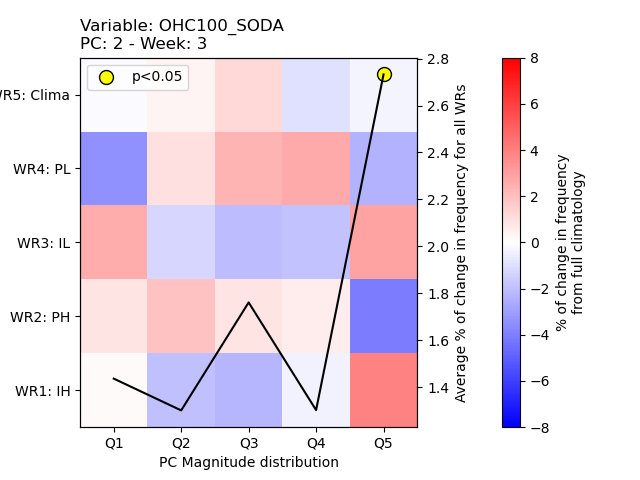 Variable: OHC100_SODA
PC: 2 - Week: 3
p<0.05
R5: Clima
WR4: PL
WR3: IL
WR2: PH
WR1: IH
Q1 Q2 Q3 Q4 Q5
PC Magnitude distribution
2.8
2.6
2.4
2.2
2.0
1.8
1.6
1.4
Average % of change in frequency for all WRs
8
6
4
2
0
−2
−4
−6
−8
% of change in frequency
from full climatology